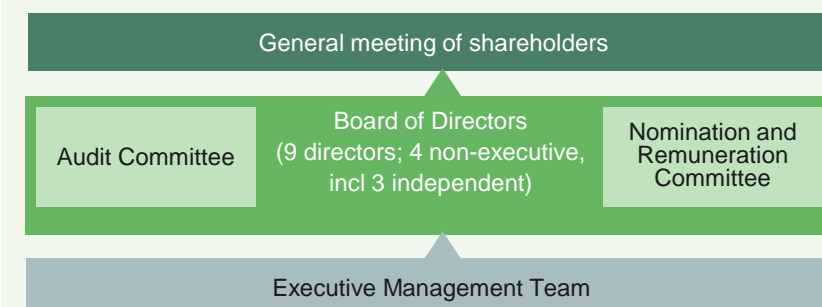 General meeting of shareholders
Audit Committee
Board of Directors
(9 directors; 4 non-executive,
incl 3 independent)
Nomination and
Remuneration
Committee
Executive Management Team